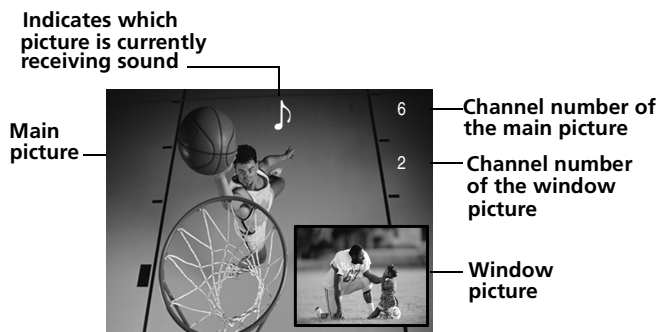 Indicates which
picture is currently
receiving sound
Main
picture
6
Channel number of
the main picture
2
Channel number
of the window
picture
Window
picture